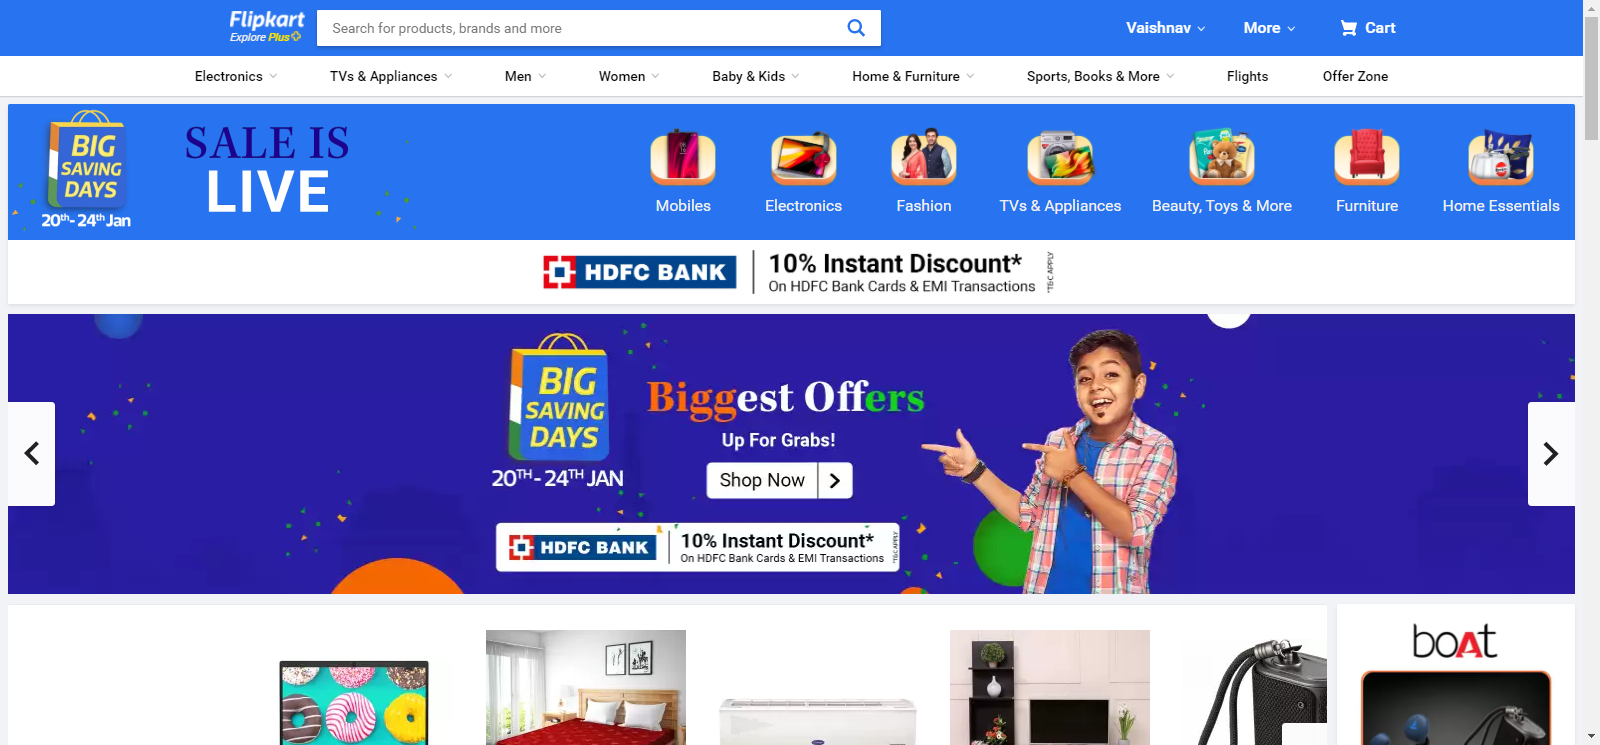 Flipkart
Explore Plus
Search for products, brands and more
Vaishnav
More
Cart
Electronics
TVs & Appliances
Men
Women
Baby & Kids
Home & Furniture
Sports, Books & More
Flights
Offer Zone
BIG
SAVING
DAYS
20th - 24th Jan
SALE IS
LIVE
Mobiles
Electronics
Fashion
TVs & Appliances
Beauty, Toys & More
Furniture
Home Essentials
HDFC BANK
10% Instant Discount*
On HDFC Bank Cards & EMI Transactions
*T&C APPLY
BIG
SAVING
DAYS
20TH - 24TH JAN
Biggest Offers
Up For Grabs!
Shop Now
HDFC BANK
10% Instant Discount*
On HDFC Bank Cards & EMI Transactions
*T&C APPLY
boAt